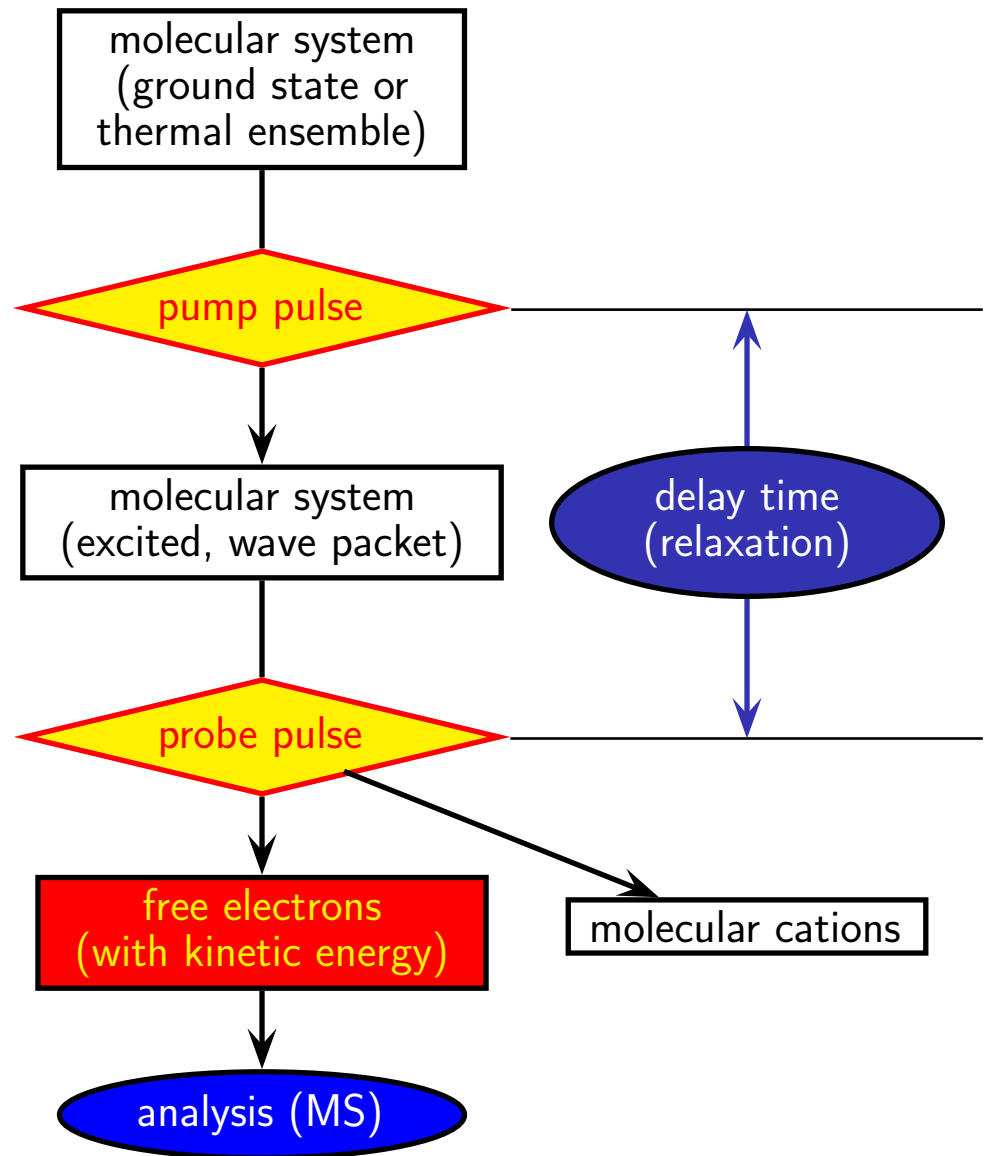 molecular system
(ground state or
thermal ensemble)
pump pulse
molecular system
(excited, wave packet)
delay time
(relaxation)
probe pulse
free electrons
(with kinetic energy)
molecular cations
analysis (MS)